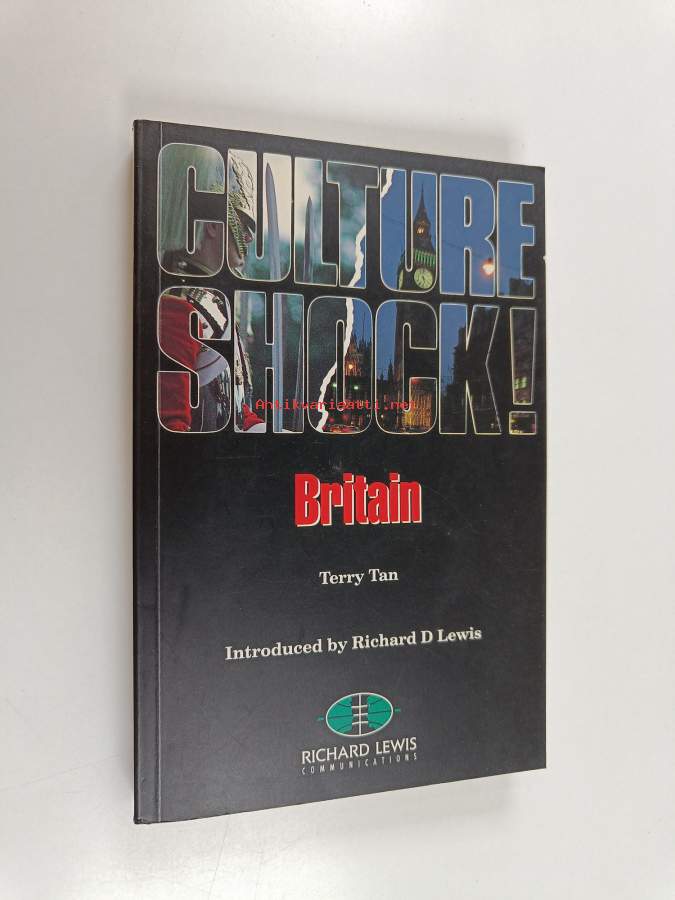 CULTURE
SHOCK!
Antikvariaatti.net
Britain
Terry Tan
Introduced by Richard D Lewis
RICHARD LEWIS
COMMUNICATIONS